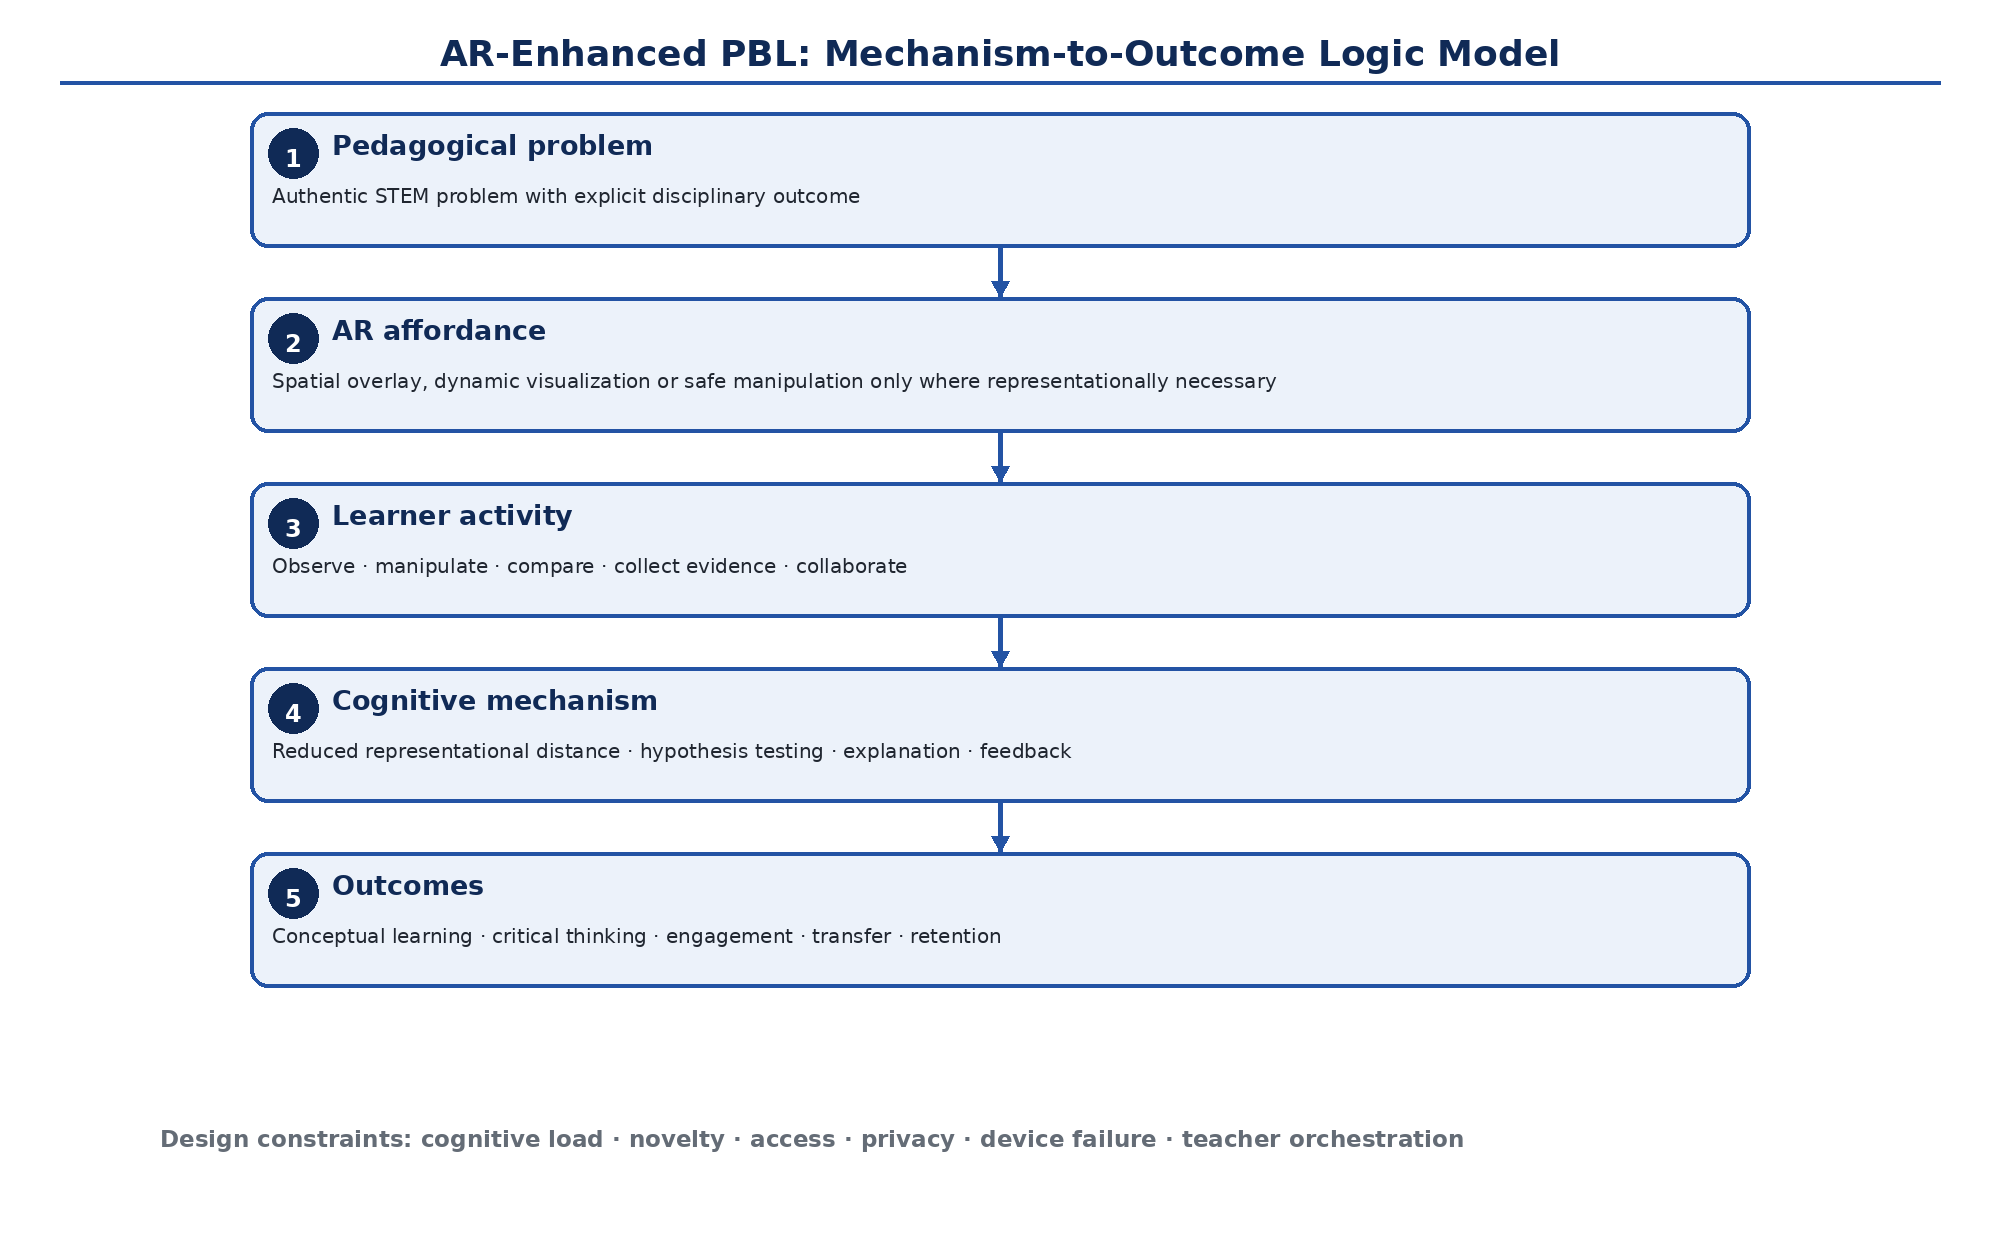 AR-Enhanced PBL: Mechanism-to-Outcome Logic Model
1
Pedagogical problem
Authentic STEM problem with explicit disciplinary outcome
2
AR affordance
Spatial overlay, dynamic visualization or safe manipulation only where representationally necessary
3
Learner activity
Observe · manipulate · compare · collect evidence · collaborate
4
Cognitive mechanism
Reduced representational distance · hypothesis testing · explanation · feedback
5
Outcomes
Conceptual learning · critical thinking · engagement · transfer · retention
Design constraints: cognitive load · novelty · access · privacy · device failure · teacher orchestration